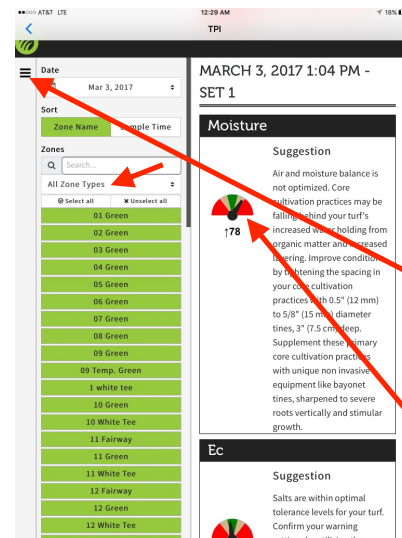 AT&T LTE
12:29 AM
18%
TPI
Date
Mar 3, 2017
Sort
Zone Name
Sample Time
Zones
Search...
All Zone Types
Select all
Unselect all
01 Green
02 Green
03 Green
04 Green
05 Green
06 Green
07 Green
08 Green
09 Green
09 Temp. Green
1 white tee
10 Green
10 White Tee
11 Fairway
11 Green
11 White Tee
12 Fairway
12 Green
12 White Tee
MARCH 3, 2017 1:04 PM -
SET 1
Moisture
Suggestion
↑78
Air and moisture balance is
not optimized. Core
cultivation practices may be
falling behind your turf's
increased water holding from
organic matter and increased
layering. Improve conditions
by tightening the spacing in
your core cultivation
practices with 0.5" (12 mm)
to 5/8" (15 mm) diameter
tines, 3" (7.5 cm) deep.
Supplement these primary
core cultivation practices
with unique non invasive
equipment like bayonet
tines, sharpened to severe
roots vertically and stimular
growth.
Ec
Suggestion
Salts are within optimal
tolerance levels for your turf.
Confirm your warning